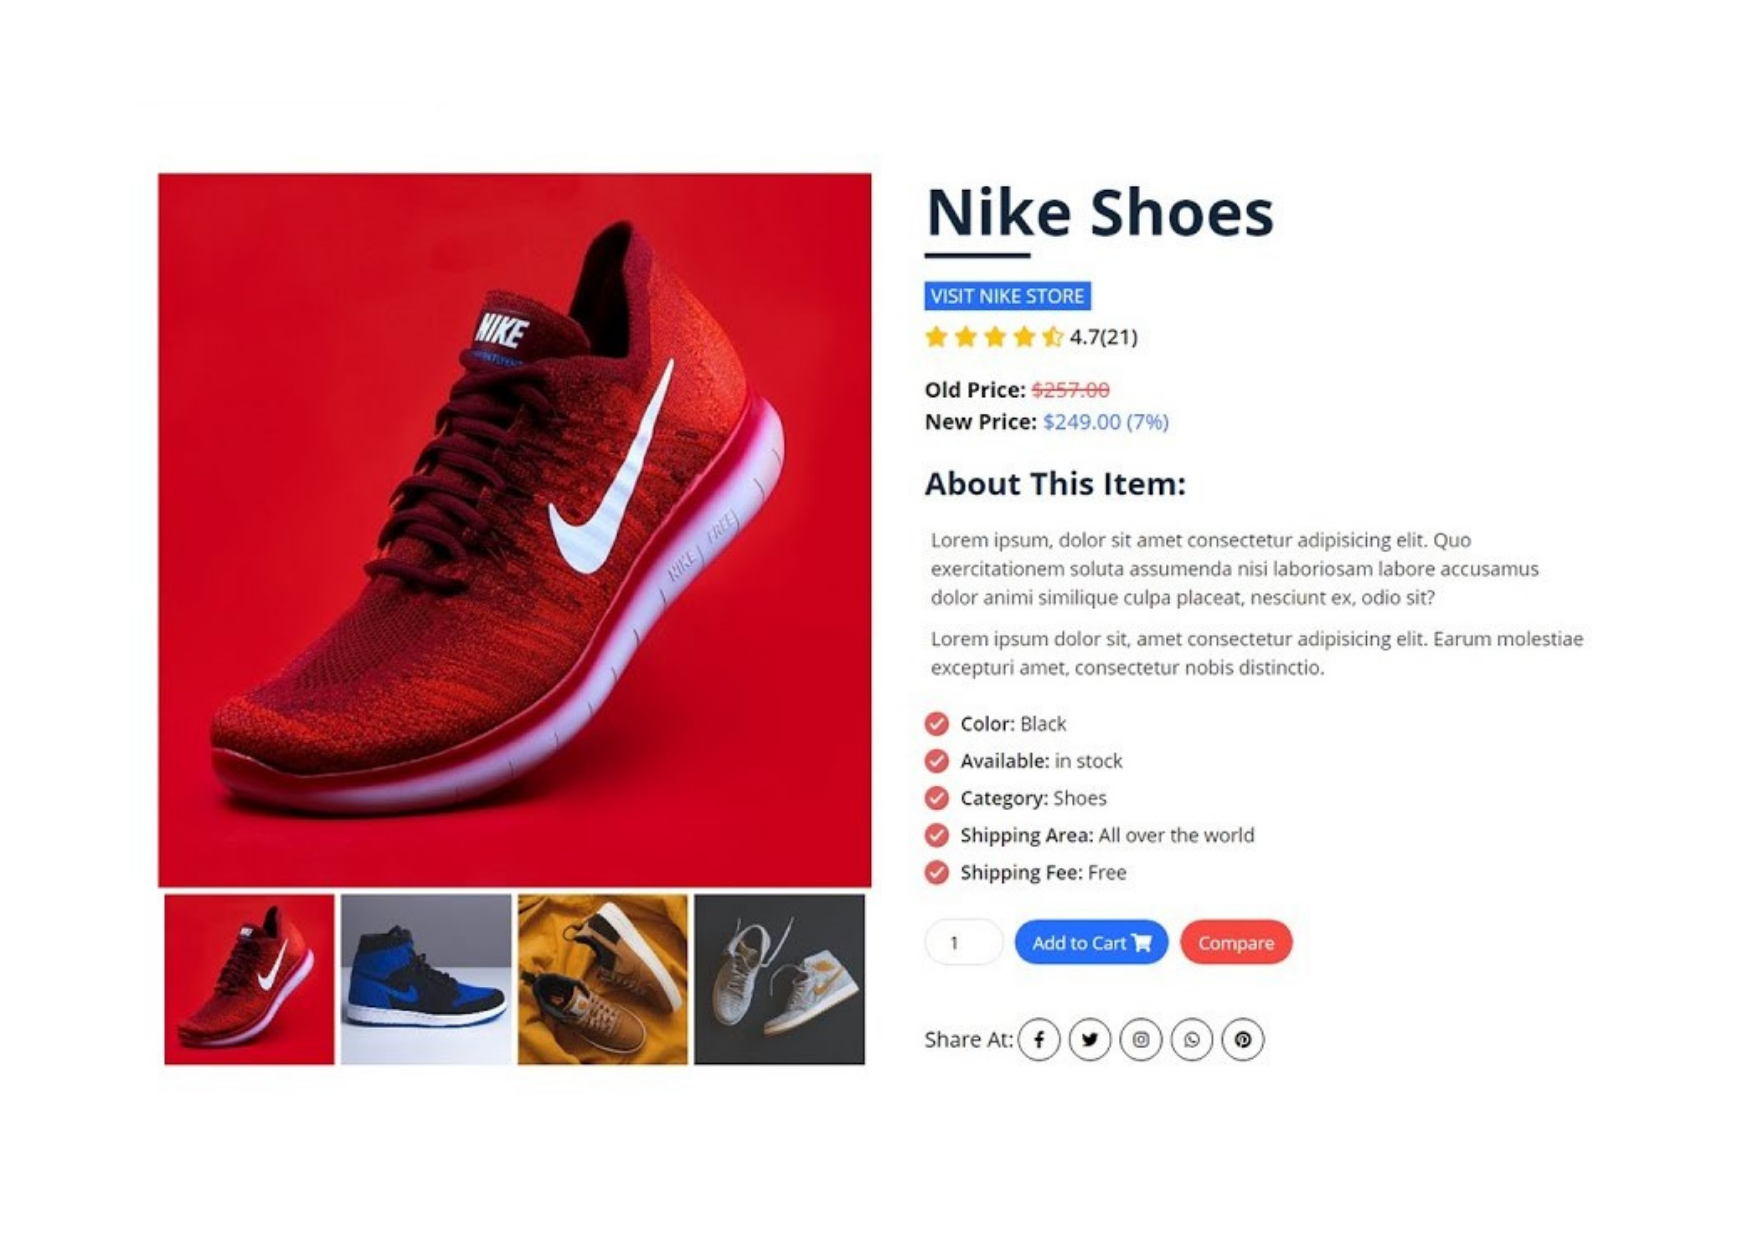 NIKE
NIKE FREE
Nike Shoes
VISIT NIKE STORE
4.7(21)
Old Price: $257.00
New Price: $249.00 (7%)
About This Item:
Lorem ipsum, dolor sit amet consectetur adipisicing elit. Quo
exercitationem soluta assumenda nisi laboriosam labore accusamus
dolor animi similique culpa placeat, nesciunt ex, odio sit?
Lorem ipsum dolor sit, amet consectetur adipisicing elit. Earum molestiae
excepturi amet, consectetur nobis distinctio.
Color: Black
Available: in stock
Category: Shoes
Shipping Area: All over the world
Shipping Fee: Free
1 Add to Cart Compare
Share At: